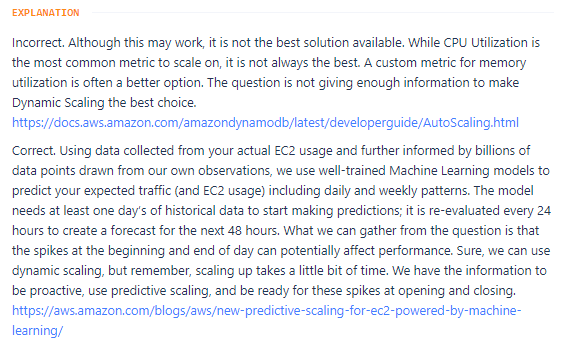 EXPLANATION
Incorrect. Although this may work, it is not the best solution available. While CPU Utilization is
the most common metric to scale on, it is not always the best. A custom metric for memory
utilization is often a better option. The question is not giving enough information to make
Dynamic Scaling the best choice.
https://docs.aws.amazon.com/amazondynamodb/latest/developerguide/AutoScaling.html
Correct. Using data collected from your actual EC2 usage and further informed by billions of
data points drawn from our own observations, we use well-trained Machine Learning models to
predict your expected traffic (and EC2 usage) including daily and weekly patterns. The model
needs at least one day's of historical data to start making predictions; it is re-evaluated every 24
hours to create a forecast for the next 48 hours. What we can gather from the question is that
the spikes at the beginning and end of day can potentially affect performance. Sure, we can use
dynamic scaling, but remember, scaling up takes a little bit of time. We have the information to
be proactive, use predictive scaling, and be ready for these spikes at opening and closing.
https://aws.amazon.com/blogs/aws/new-predictive-scaling-for-ec2-powered-by-machine-
learning/